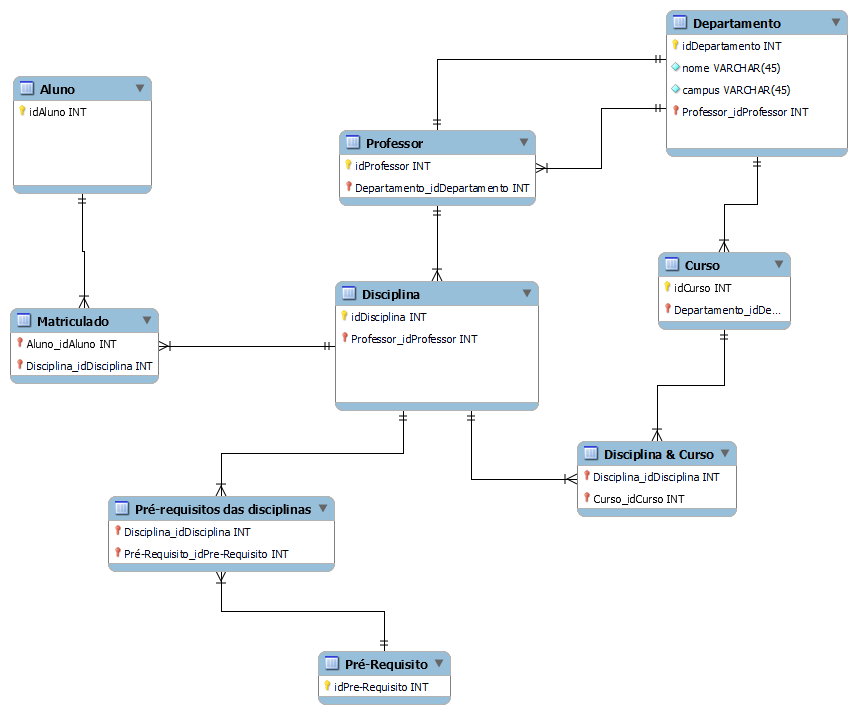 Departamento
idDepartamento INT
nome VARCHAR(45)
campus VARCHAR(45)
Professor_idProfessor INT
Aluno
idAluno INT
Professor
idProfessor INT
Departamento_idDepartamento INT
Curso
idCurso INT
Departamento_idDe...
Disciplina
idDisciplina INT
Professor_idProfessor INT
Matriculado
Aluno_idAluno INT
Disciplina_idDisciplina INT
Disciplina & Curso
Disciplina_idDisciplina INT
Curso_idCurso INT
Pré-requisitos das disciplinas
Disciplina_idDisciplina INT
Pré-Requisito_idPre-Requisito INT
Pré-Requisito
idPre-Requisito INT